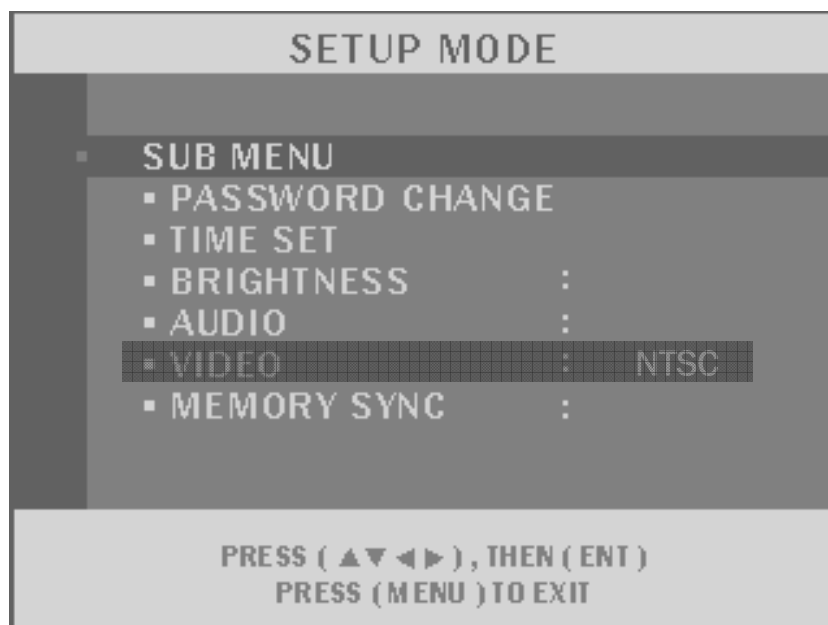 SETUP MODE
SUB MENU
▪ PASSWORD CHANGE
▪ TIME SET
▪ BRIGHTNESS :
▪ AUDIO :
▪ VIDEO : NTSC
▪ MEMORY SYNC :
PRESS ( ▲▼ ◀ ▶ ) , THEN ( ENT )
PRESS ( MENU ) TO EXIT